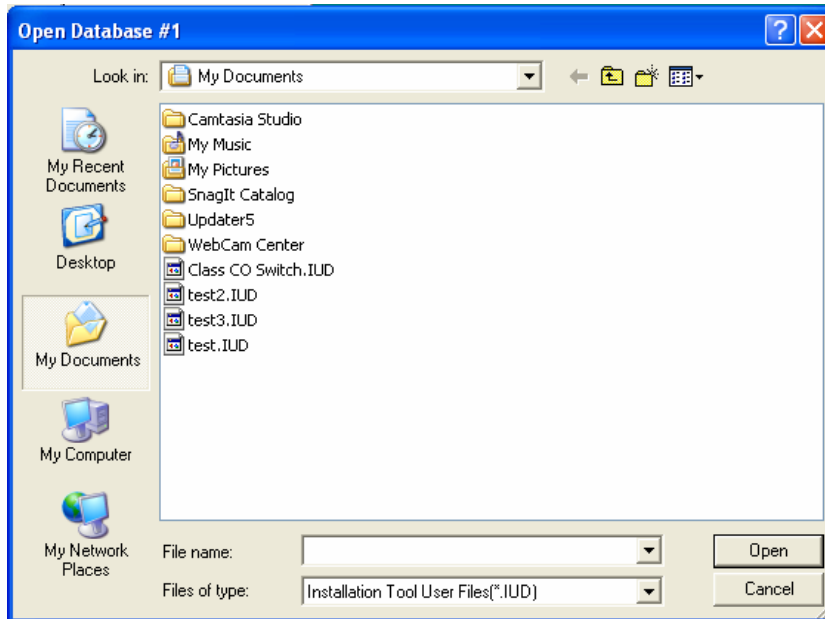 Open Database #1
Look in: My Documents
My Recent
Documents
Desktop
My Documents
My Computer
My Network
Places
Camtasia Studio
My Music
My Pictures
SnagIt Catalog
Updater5
WebCam Center
Class CO Switch.IUD
test2.IUD
test3.IUD
test.IUD
File name:
Open
Files of type: Installation Tool User Files(*.IUD)
Cancel